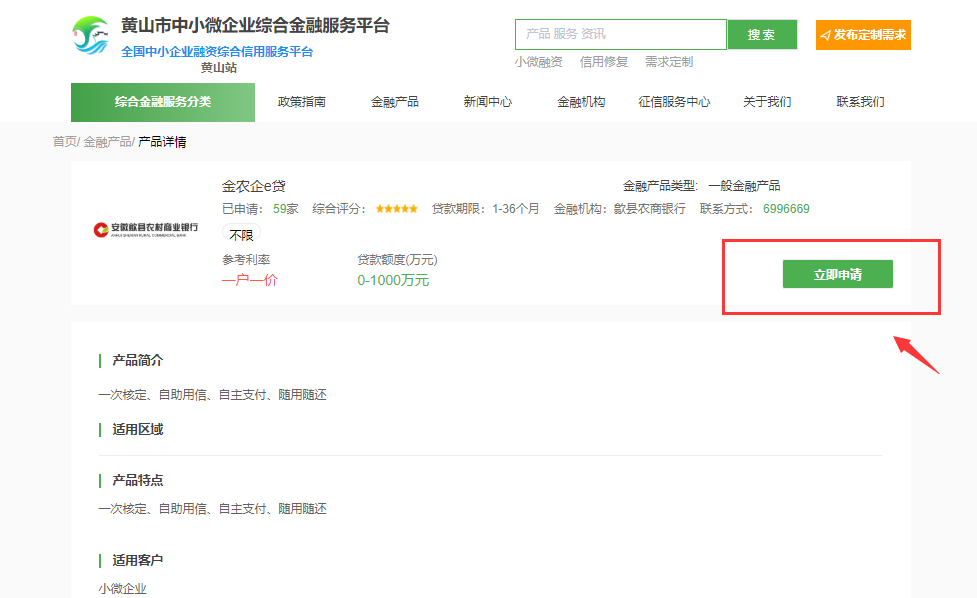 黄山市中小微企业综合金融服务平台
全国中小企业融资综合信用服务平台
黄山站
产品 服务 资讯
搜 索
发布定制需求
小微融资 信用修复 需求定制
综合金融服务分类 政策指南 金融产品 新闻中心 金融机构 征信服务中心 关于我们 联系我们
首页/ 金融产品/ 产品详情
安徽歙县农村商业银行
金农企e贷 金融产品类型: 一般金融产品
已申请: 59家 综合评分: 贷款期限: 1-36个月 金融机构: 歙县农商银行 联系方式: 6996669
不限
参考利率 贷款额度(万元)
一户一价 0-1000万元
立即申请
产品简介
一次核定、自助用信、自主支付、随用随还
适用区域
产品特点
一次核定、自助用信、自主支付、随用随还
适用客户
小微企业